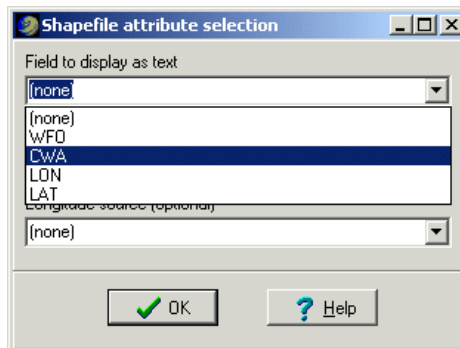 Shapefile attribute selection
Field to display as text
(none)
(none)
WFO
CWA
LON
LAT
Longitude source (optional)
(none)
OK
Help